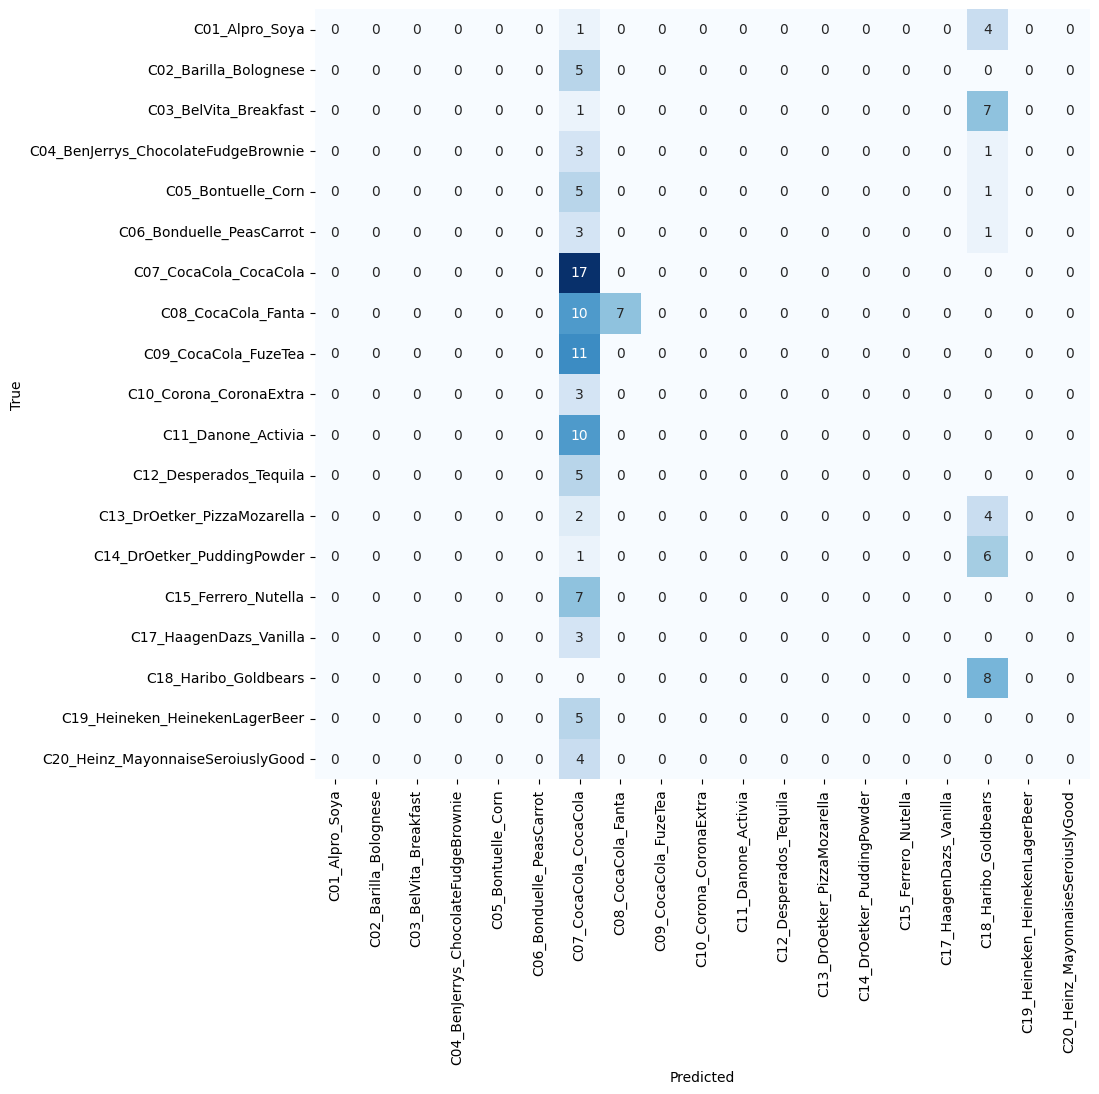 C01_Alpro_Soya 0 0 0 0 0 0 1 0 0 0 0 0 0 0 0 0 4 0 0
C02_Barilla_Bolognese 0 0 0 0 0 0 5 0 0 0 0 0 0 0 0 0 0 0 0
C03_BelVita_Breakfast 0 0 0 0 0 0 1 0 0 0 0 0 0 0 0 0 7 0 0
C04_BenJerrys_ChocolateFudgeBrownie 0 0 0 0 0 0 3 0 0 0 0 0 0 0 0 0 1 0 0
C05_Bontuelle_Corn 0 0 0 0 0 0 5 0 0 0 0 0 0 0 0 0 1 0 0
C06_Bonduelle_PeasCarrot 0 0 0 0 0 0 3 0 0 0 0 0 0 0 0 0 1 0 0
C07_CocaCola_CocaCola 0 0 0 0 0 0 17 0 0 0 0 0 0 0 0 0 0 0 0
C08_CocaCola_Fanta 0 0 0 0 0 0 10 7 0 0 0 0 0 0 0 0 0 0 0
C09_CocaCola_FuzeTea 0 0 0 0 0 0 11 0 0 0 0 0 0 0 0 0 0 0 0
C10_Corona_CoronaExtra 0 0 0 0 0 0 3 0 0 0 0 0 0 0 0 0 0 0 0
C11_Danone_Activia 0 0 0 0 0 0 10 0 0 0 0 0 0 0 0 0 0 0 0
C12_Desperados_Tequila 0 0 0 0 0 0 5 0 0 0 0 0 0 0 0 0 0 0 0
C13_DrOetker_PizzaMozarella 0 0 0 0 0 0 2 0 0 0 0 0 0 0 0 0 4 0 0
C14_DrOetker_PuddingPowder 0 0 0 0 0 0 1 0 0 0 0 0 0 0 0 0 6 0 0
C15_Ferrero_Nutella 0 0 0 0 0 0 7 0 0 0 0 0 0 0 0 0 0 0 0
C17_HaagenDazs_Vanilla 0 0 0 0 0 0 3 0 0 0 0 0 0 0 0 0 0 0 0
C18_Haribo_Goldbears 0 0 0 0 0 0 0 0 0 0 0 0 0 0 0 0 8 0 0
C19_Heineken_HeinekenLagerBeer 0 0 0 0 0 0 5 0 0 0 0 0 0 0 0 0 0 0 0
C20_Heinz_MayonnaiseSeroiuslyGood 0 0 0 0 0 0 4 0 0 0 0 0 0 0 0 0 0 0 0
True
C01_Alpro_Soya
C02_Barilla_Bolognese
C03_BelVita_Breakfast
C04_BenJerrys_ChocolateFudgeBrownie
C05_Bontuelle_Corn
C06_Bonduelle_PeasCarrot
C07_CocaCola_CocaCola
C08_CocaCola_Fanta
C09_CocaCola_FuzeTea
C10_Corona_CoronaExtra
C11_Danone_Activia
C12_Desperados_Tequila
C13_DrOetker_PizzaMozarella
C14_DrOetker_PuddingPowder
C15_Ferrero_Nutella
C17_HaagenDazs_Vanilla
C18_Haribo_Goldbears
C19_Heineken_HeinekenLagerBeer
C20_Heinz_MayonnaiseSeroiuslyGood
Predicted